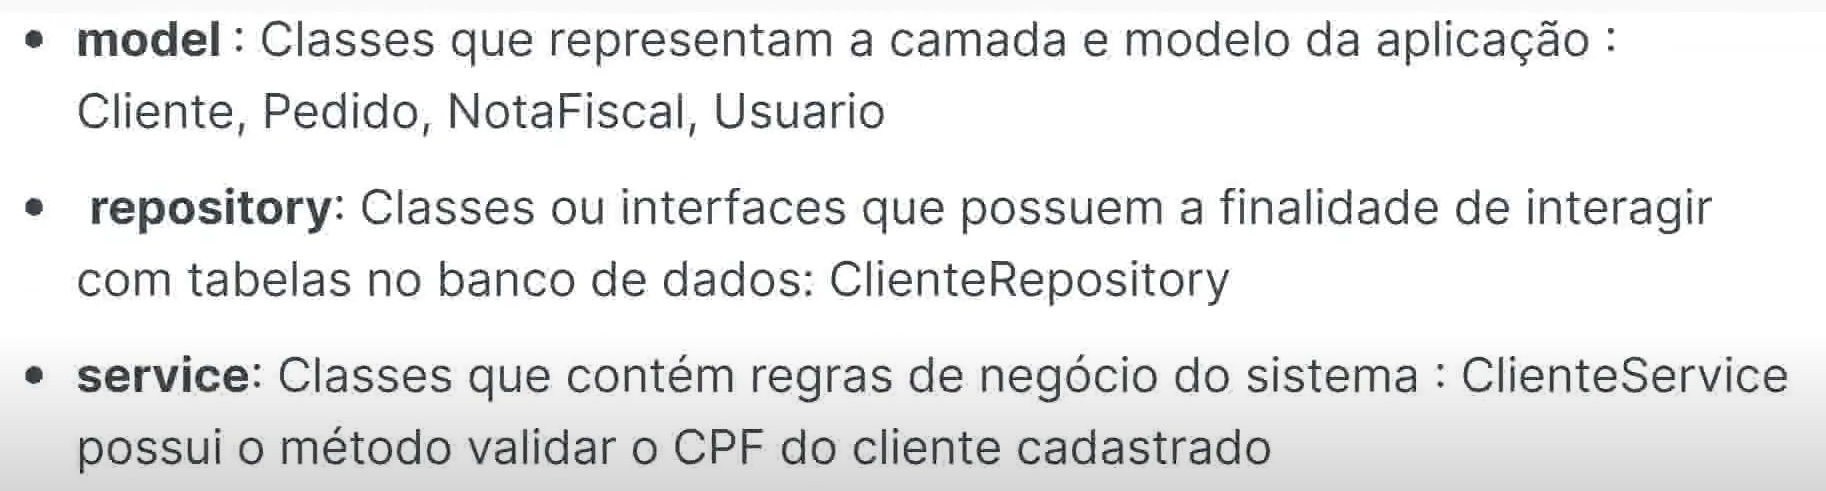 • model : Classes que representam a camada e modelo da aplicação :
Cliente, Pedido, NotaFiscal, Usuario
• repository: Classes ou interfaces que possuem a finalidade de interagir
com tabelas no banco de dados: ClienteRepository
• service: Classes que contém regras de negócio do sistema : ClienteService
possui o método validar o CPF do cliente cadastrado